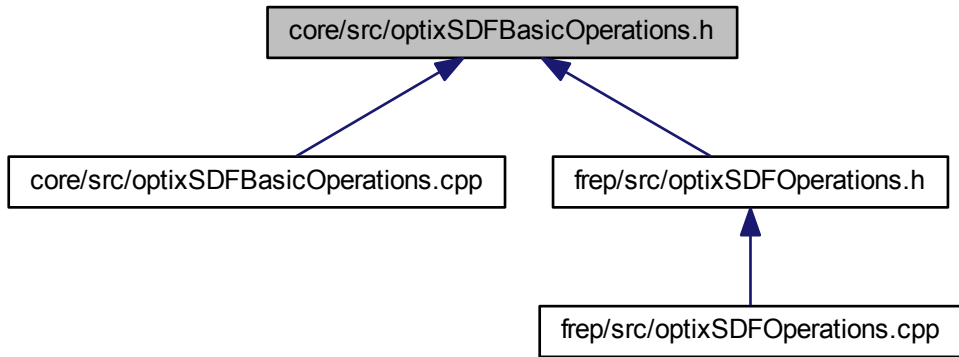 core/src/optixSDFBasicOperations.h
core/src/optixSDFBasicOperations.cpp
frep/src/optixSDFOperations.h
frep/src/optixSDFOperations.cpp